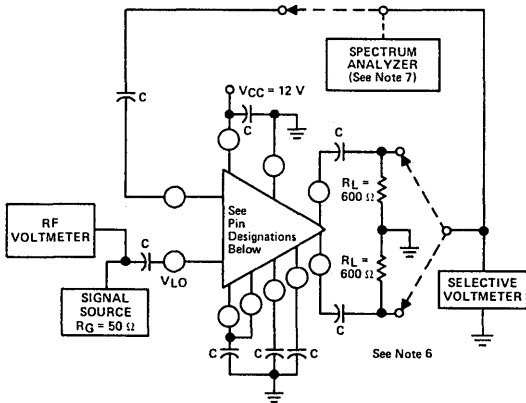 SPECTRUM
ANALYZER
(See Note 7)
C
VCC = 12 V
C
C
RL =
600 Ω
See
Pin
Designations
Below
RF
VOLTMETER
C
VLO
RL =
600 Ω
SIGNAL
SOURCE
RG = 50 Ω
SELECTIVE
VOLTMETER
C
C
C
C
See Note 6